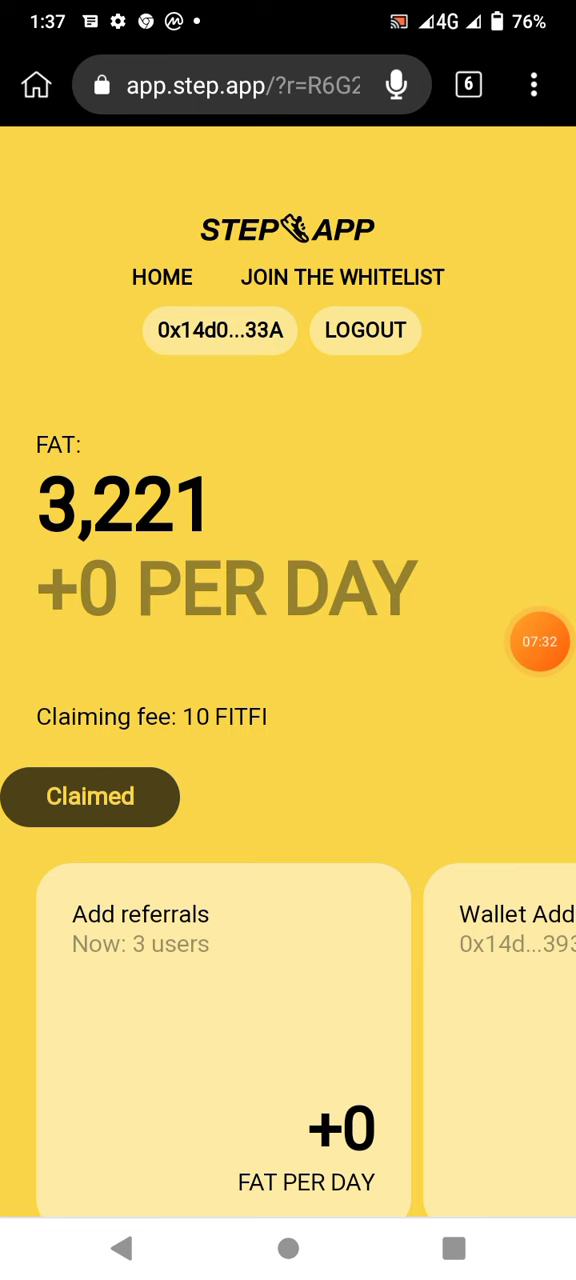 1:37 4G 76%
app.step.app/?r=R6G2 6
STEP APP
HOME JOIN THE WHITELIST
0x14d0...33A LOGOUT
FAT:
3,221
+0 PER DAY
07:32
Claiming fee: 10 FITFI
Claimed
Add referrals
Now: 3 users
+0
FAT PER DAY
Wallet Add
0x14d...393